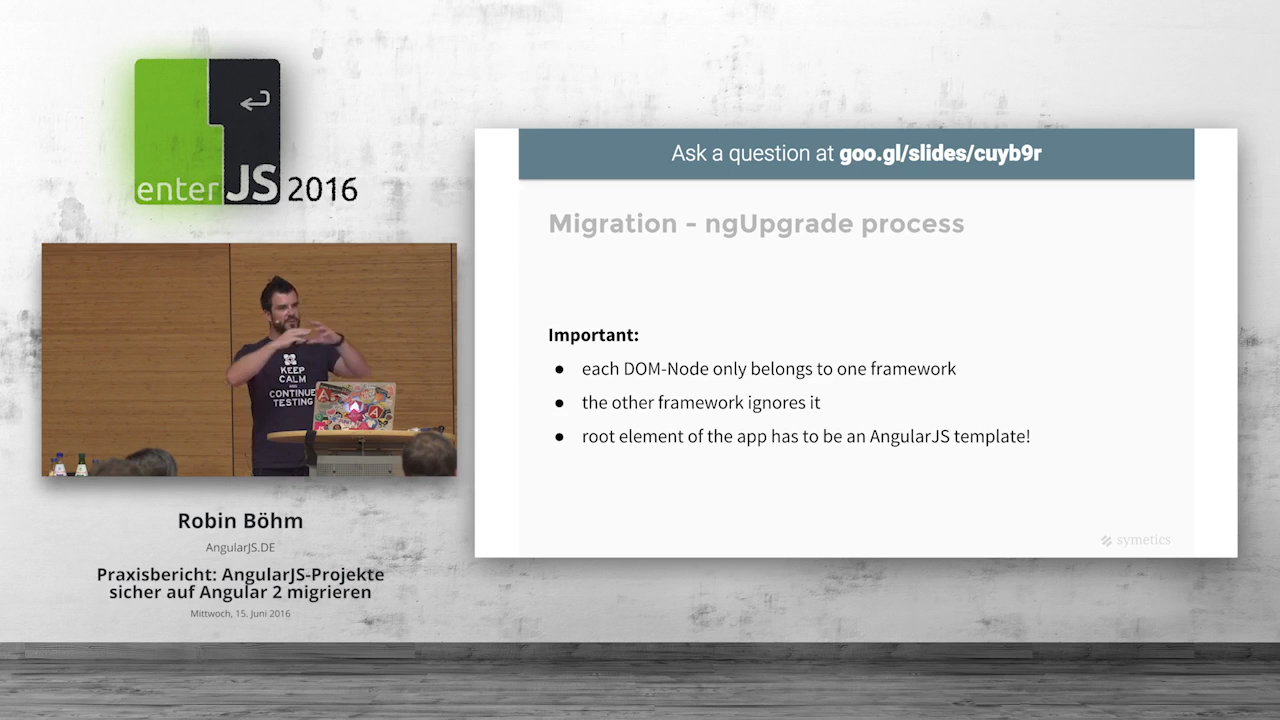 enterJS 2016
KEEP
CALM
AND
CONTINUE
TESTING
Robin Böhm
AngularJS.DE
Praxisbericht: AngularJS-Projekte
sicher auf Angular 2 migrieren
Mittwoch, 15. Juni 2016
Ask a question at goo.gl/slides/cuyb9r
Migration - ngUpgrade process
Important:
● each DOM-Node only belongs to one framework
● the other framework ignores it
● root element of the app has to be an AngularJS template!
symetics